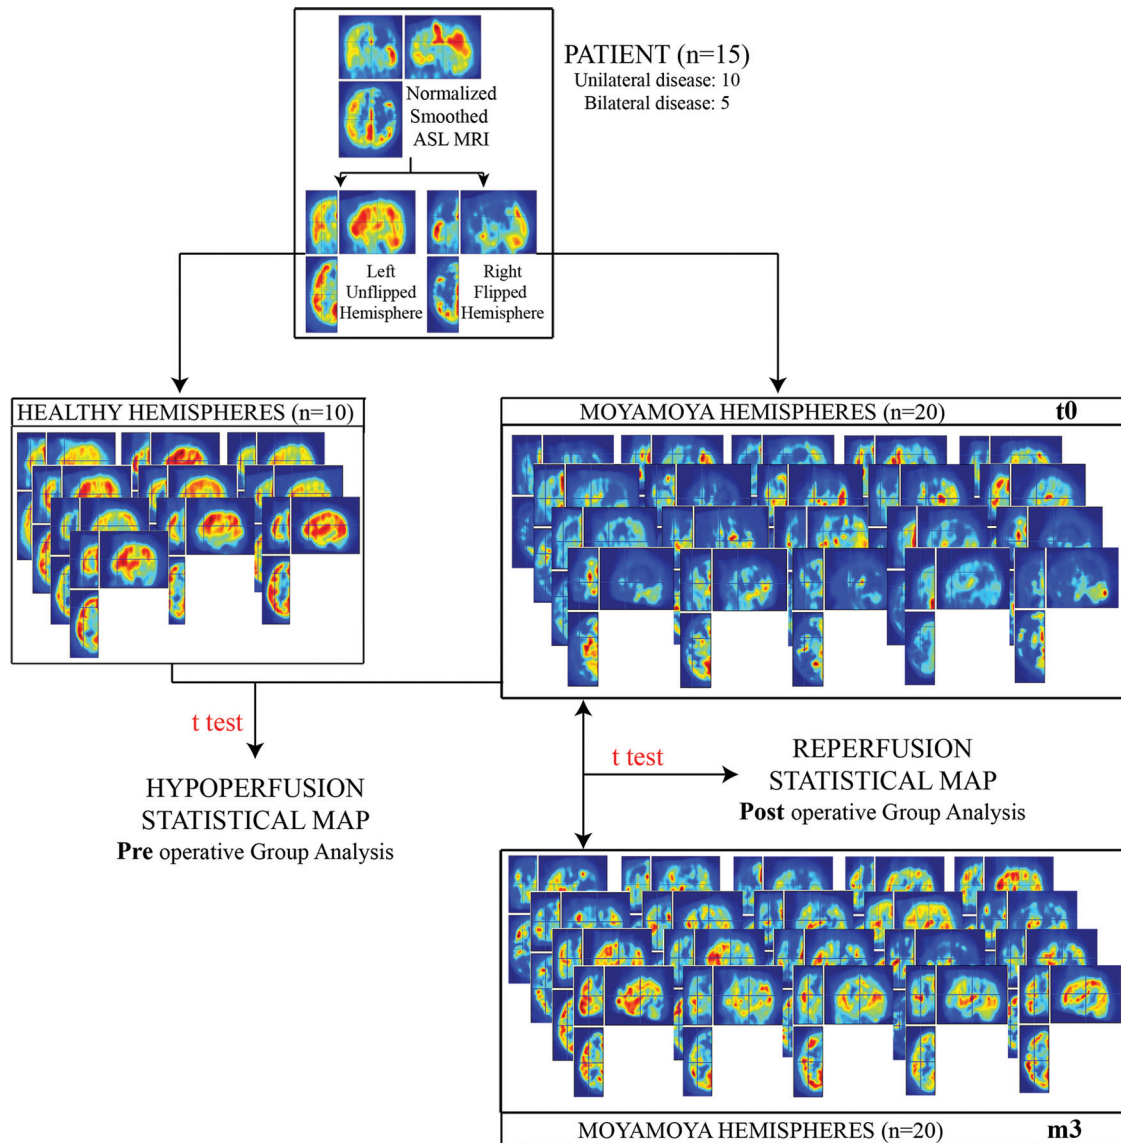 PATIENT (n=15)
Unilateral disease: 10
Bilateral disease: 5
Normalized
Smoothed
ASL MRI
Left
Unflipped
Hemisphere
Right
Flipped
Hemisphere
HEALTHY HEMISPHERES (n=10)
MOYAMOYA HEMISPHERES (n=20) t0
t test
HYPOPERFUSION
STATISTICAL MAP
Pre operative Group Analysis
t test
REPERFUSION
STATISTICAL MAP
Post operative Group Analysis
MOYAMOYA HEMISPHERES (n=20) m3